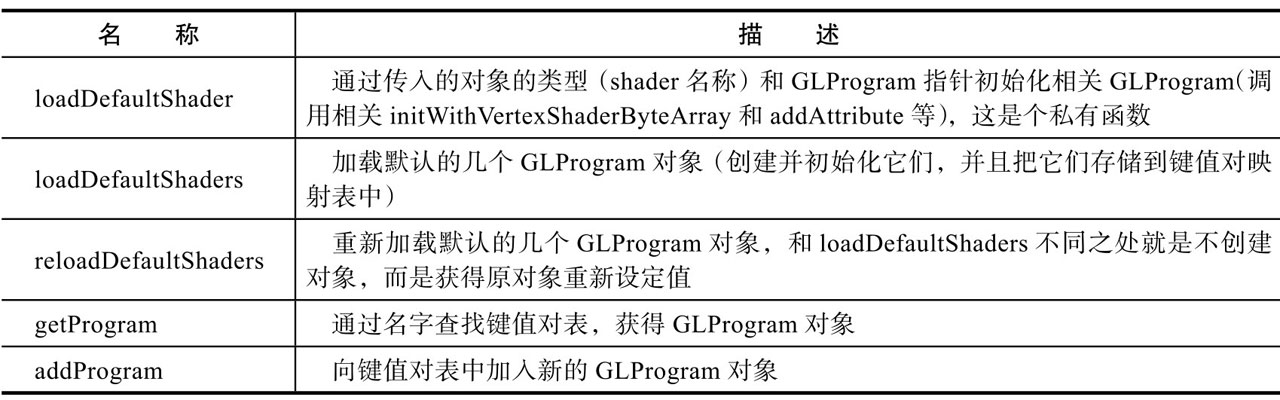 名 称 描 述
loadDefaultShader 通过传入的对象的类型（shader 名称）和 GLProgram 指针初始化相关 GLProgram（调
用相关 initWithVertexShaderByteArray 和 addAttribute 等），这是个私有函数
loadDefaultShaders 加载默认的几个 GLProgram 对象（创建并初始化它们，并且把它们存储到键值对映
射表中）
reloadDefaultShaders 重新加载默认的几个 GLProgram 对象，和 loadDefaultShaders 不同之处就是不创建
对象，而是获得原对象重新设定值
getProgram 通过名字查找键值对表，获得 GLProgram 对象
addProgram 向键值对表中加入新的 GLProgram 对象